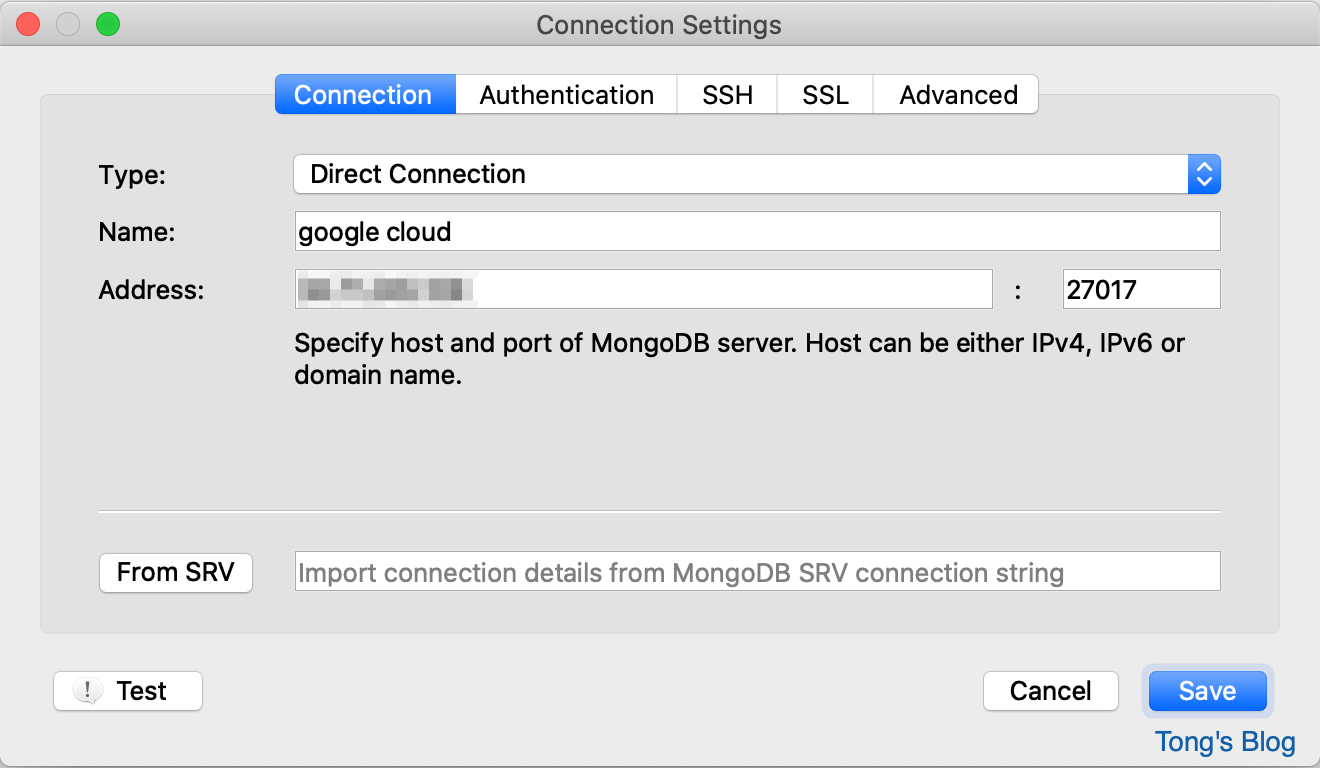 Connection Settings
Connection Authentication SSH SSL Advanced
Type: Direct Connection
Name: google cloud
Address: : 27017
Specify host and port of MongoDB server. Host can be either IPv4, IPv6 or
domain name.
From SRV Import connection details from MongoDB SRV connection string
! Test Cancel Save
Tong's Blog